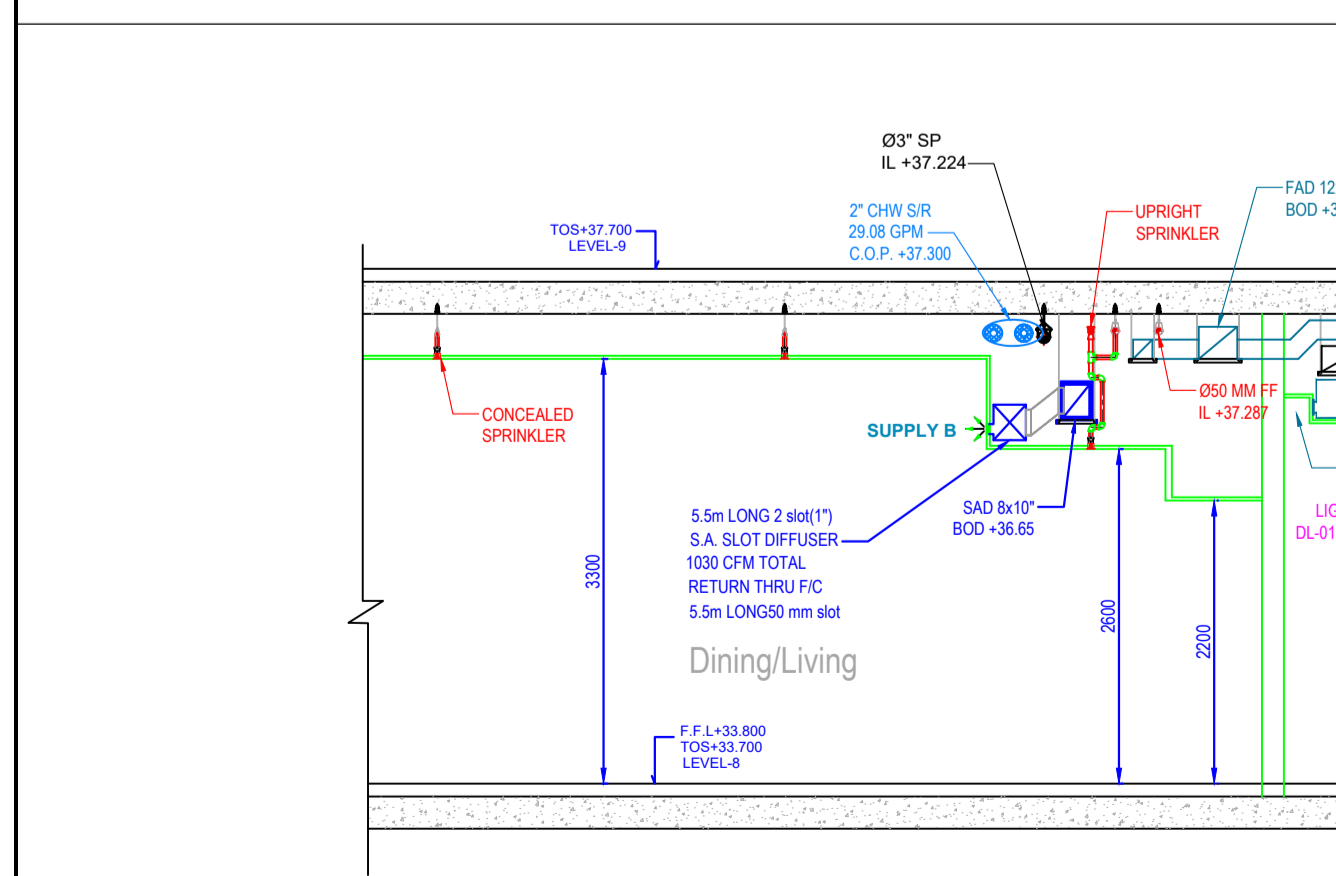 Ø3" SP
IL +37.224
FAD 12
BOD +3
2" CHW S/R
29.08 GPM
C.O.P. +37.300
UPRIGHT
SPRINKLER
TOS+37.700
LEVEL-9
CONCEALED
SPRINKLER
Ø50 MM FF
IL +37.287
SUPPLY B
5.5m LONG 2 slot(1")
S.A. SLOT DIFFUSER
1030 CFM TOTAL
RETURN THRU F/C
5.5m LONG50 mm slot
SAD 8x10"
BOD +36.65
LIG
DL-01
3300
2600
2200
Dining/Living
F.F.L+33.800
TOS+33.700
LEVEL-8